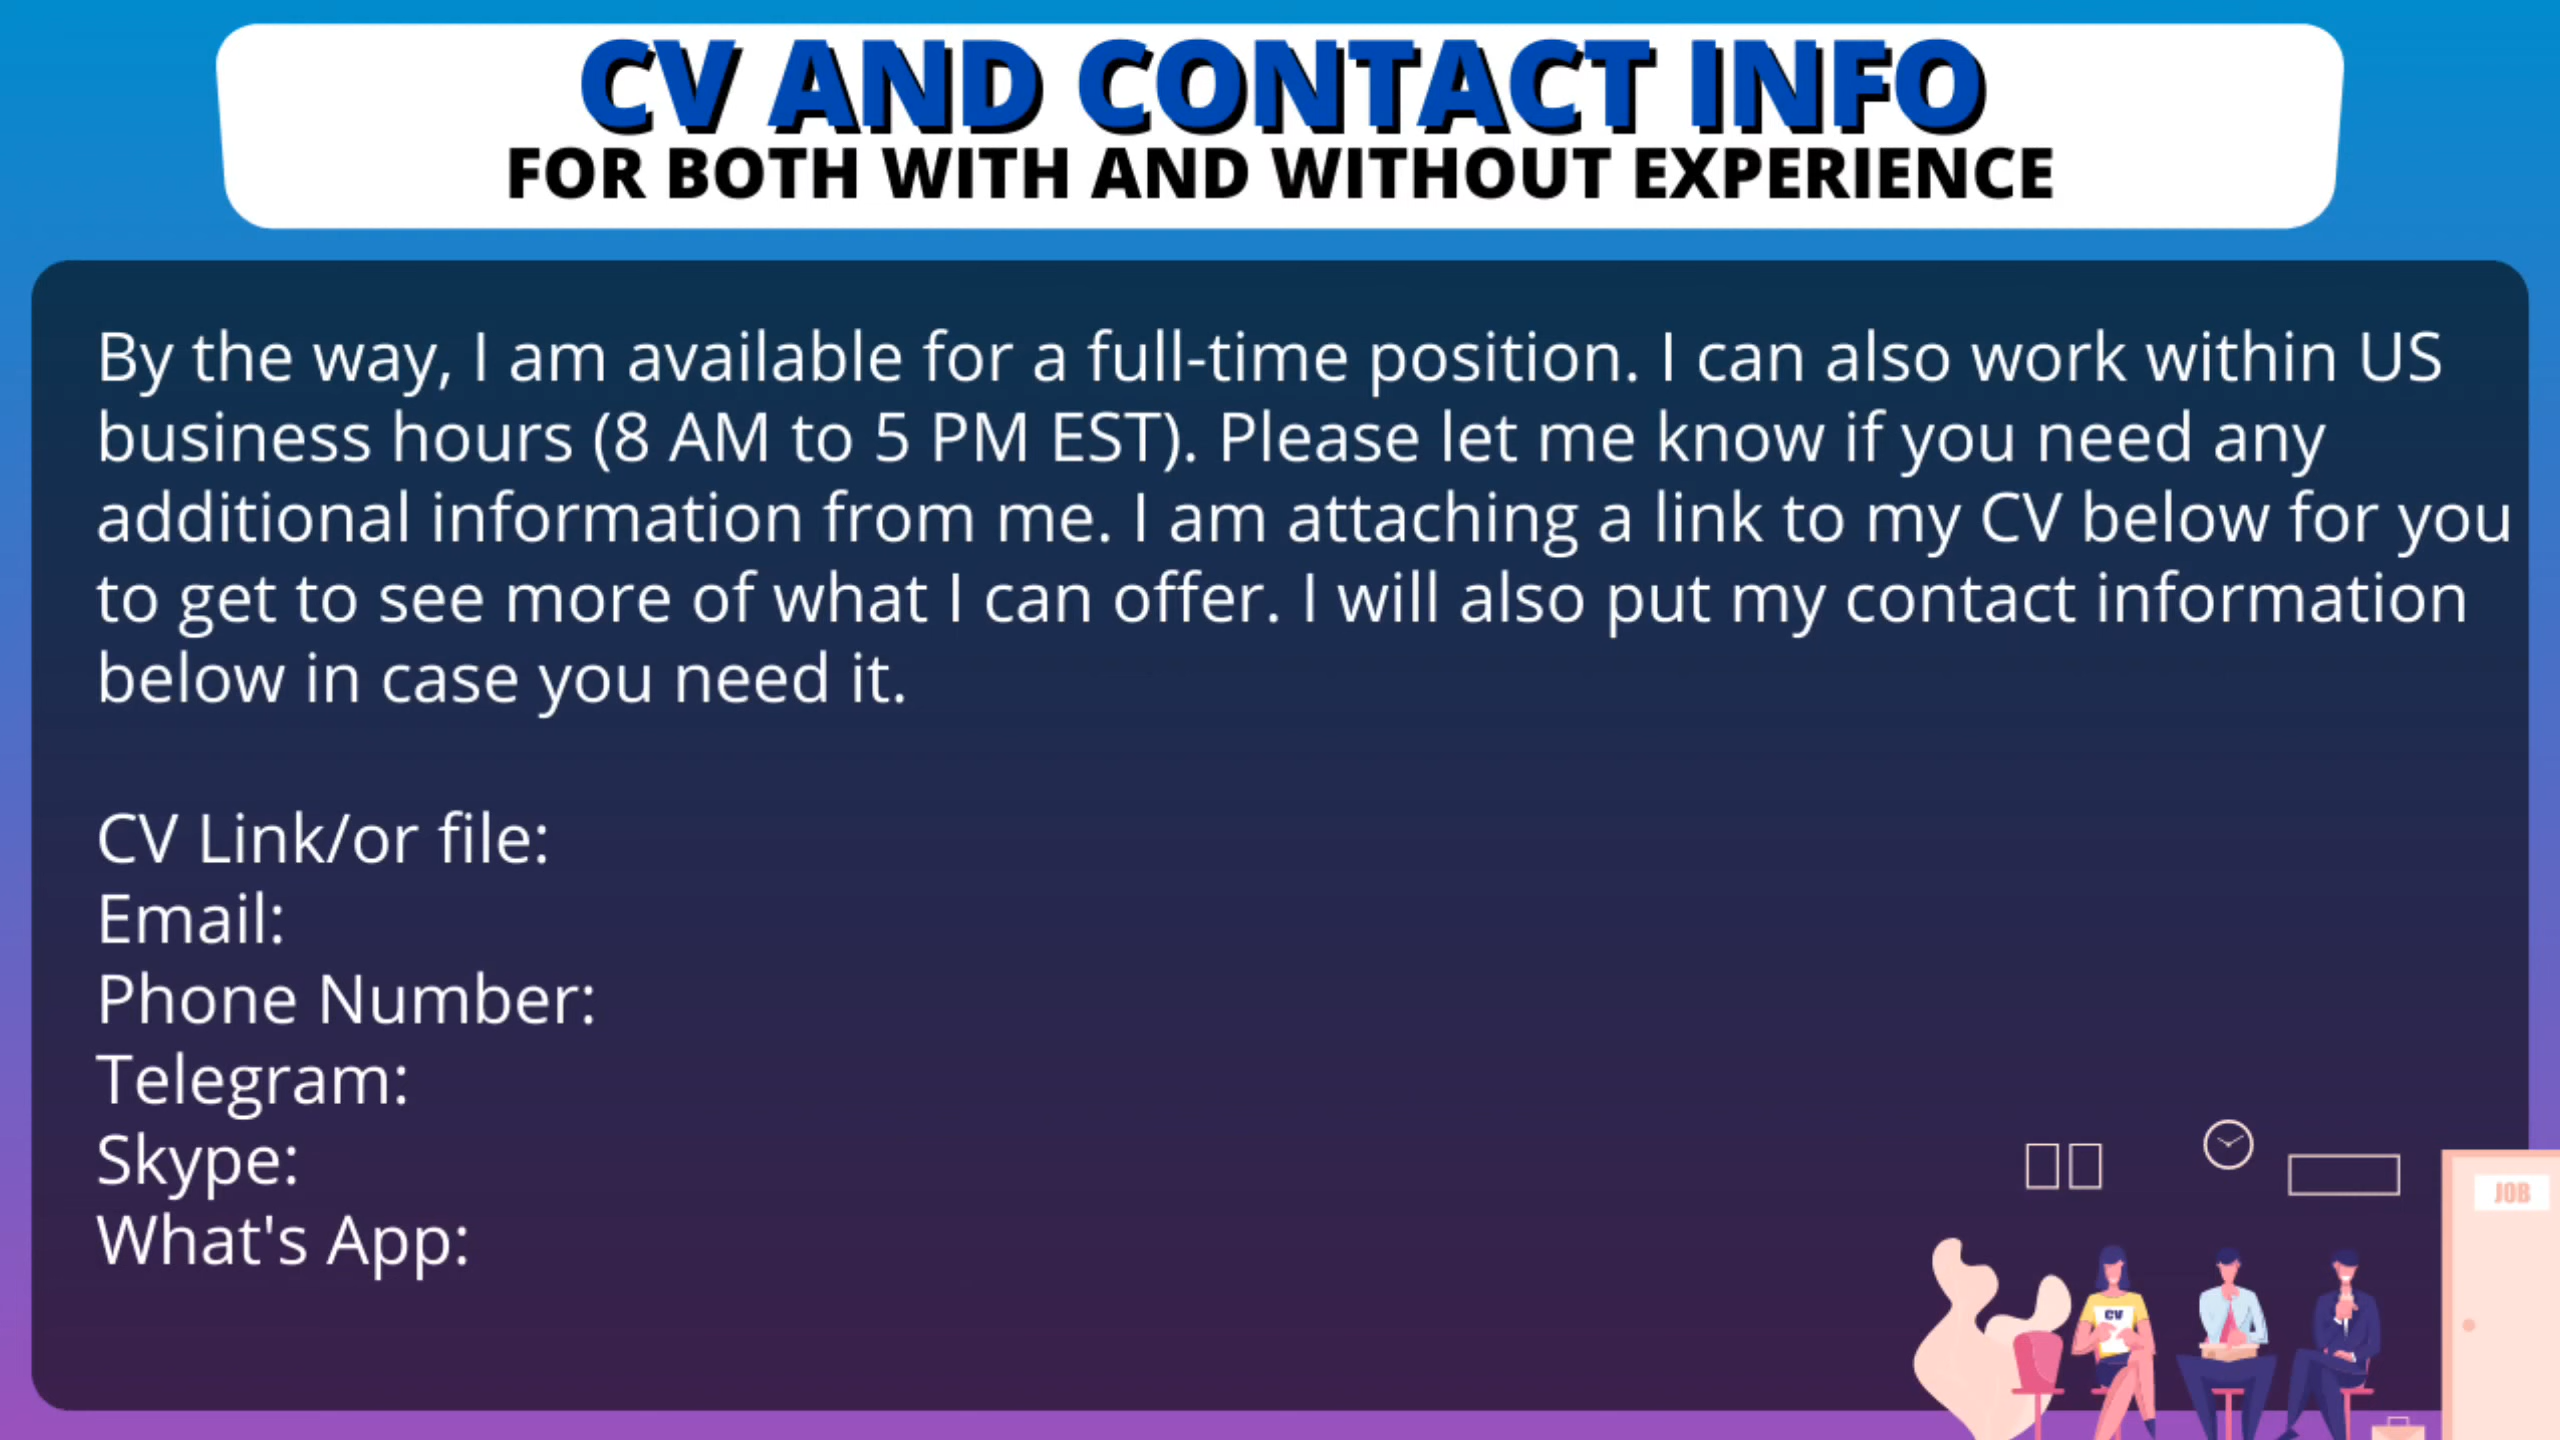 CV AND CONTACT INFO
FOR BOTH WITH AND WITHOUT EXPERIENCE
By the way, I am available for a full-time position. I can also work within US
business hours (8 AM to 5 PM EST). Please let me know if you need any
additional information from me. I am attaching a link to my CV below for you
to get to see more of what I can offer. I will also put my contact information
below in case you need it.
CV Link/or file:
Email:
Phone Number:
Telegram:
Skype:
What's App:
JOB
CV